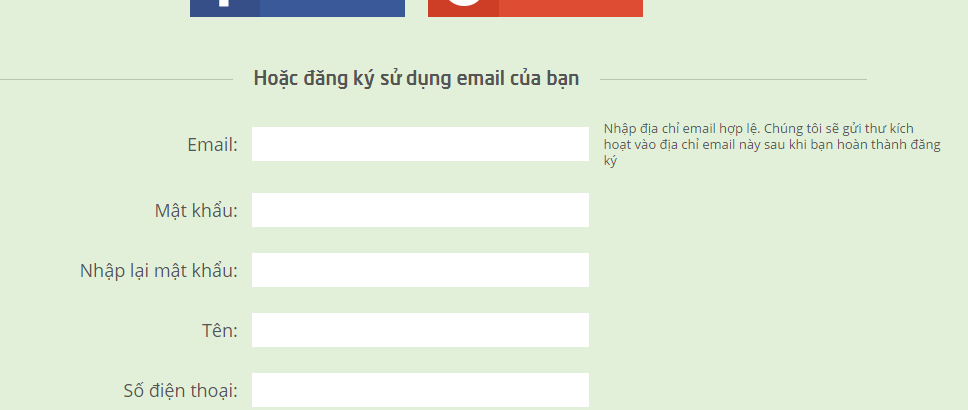 Hoặc đăng ký sử dụng email của bạn
Email:
Nhập địa chỉ email hợp lệ. Chúng tôi sẽ gửi thư kích
hoạt vào địa chỉ email này sau khi bạn hoàn thành đăng
ký
Mật khẩu:
Nhập lại mật khẩu:
Tên:
Số điện thoại: